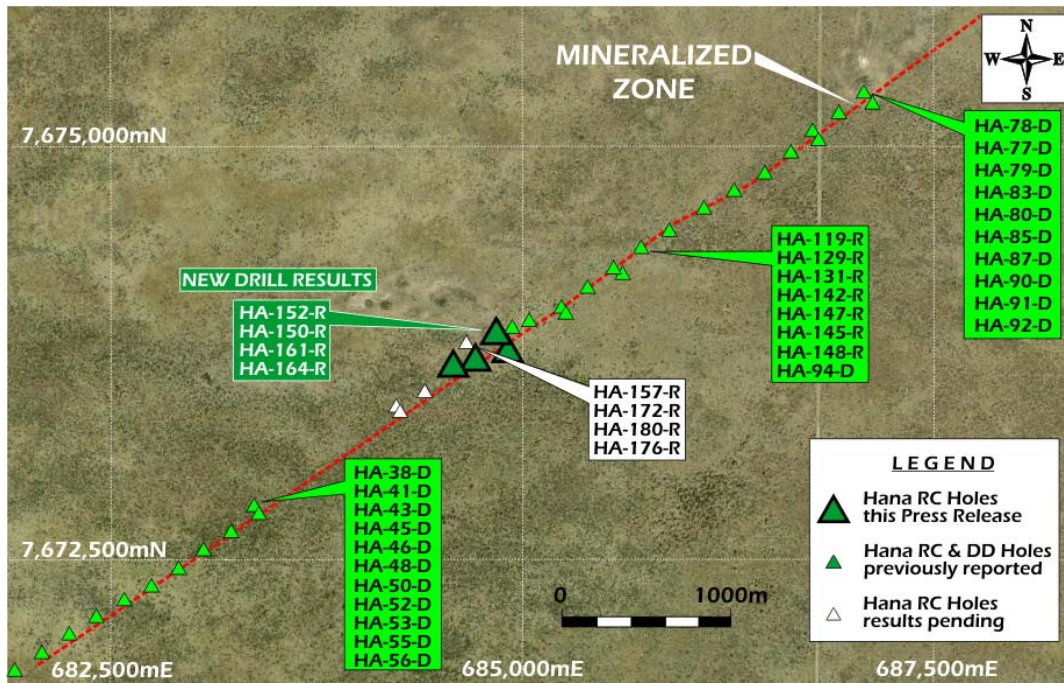 MINERALIZED
ZONE
N
W E
S
7,675,000mN
HA-78-D
HA-77-D
HA-79-D
HA-83-D
HA-80-D
HA-85-D
HA-87-D
HA-90-D
HA-91-D
HA-92-D
HA-119-R
HA-129-R
HA-131-R
HA-142-R
HA-147-R
HA-145-R
HA-148-R
HA-94-D
NEW DRILL RESULTS
HA-152-R
HA-150-R
HA-161-R
HA-164-R
HA-157-R
HA-172-R
HA-180-R
HA-176-R
HA-38-D
HA-41-D
HA-43-D
HA-45-D
HA-46-D
HA-48-D
HA-50-D
HA-52-D
HA-53-D
HA-55-D
HA-56-D
7,672,500mN
0 1000m
LEGEND
Hana RC Holes
this Press Release
Hana RC & DD Holes
previously reported
Hana RC Holes
results pending
682,500mE
685,000mE
687,500mE